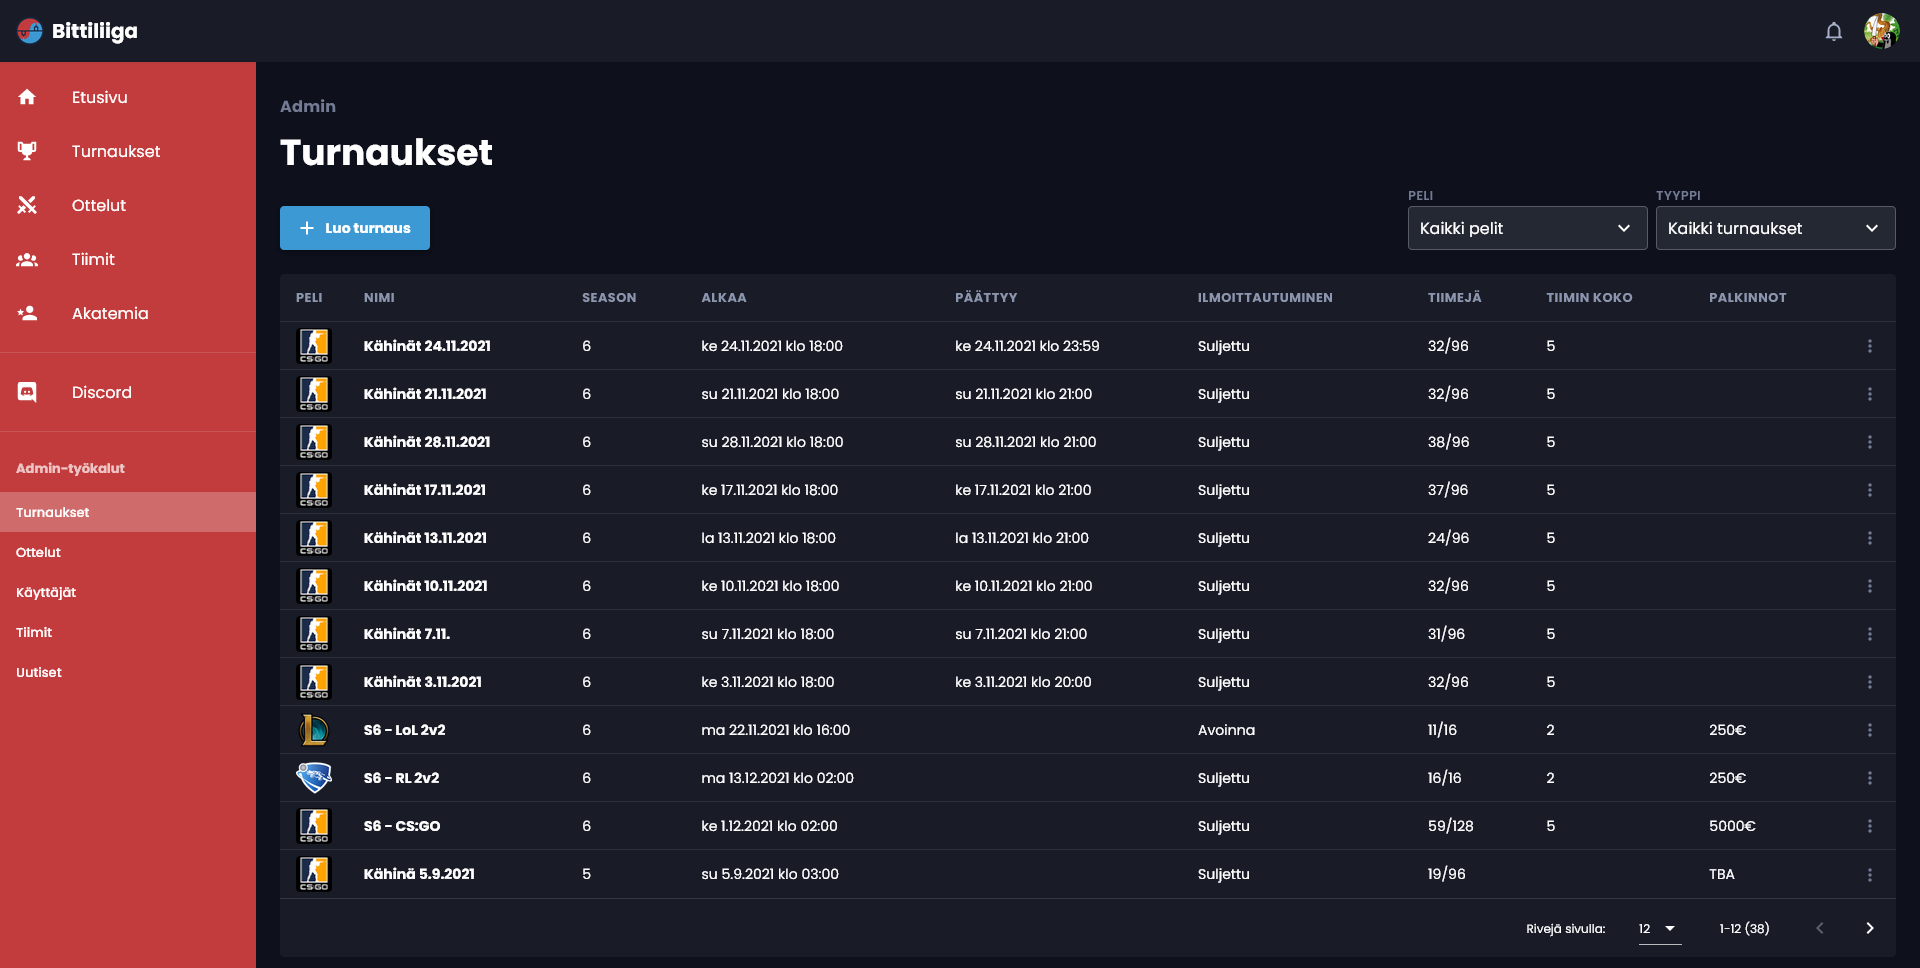 Bittiliiga
Etusivu
Turnaukset
Ottelut
Tiimit
Akatemia
Discord
Admin-työkalut
Turnaukset
Ottelut
Käyttäjät
Tiimit
Uutiset
Admin
Turnaukset
Luo turnaus
PELI
Kaikki pelit
TYYPPI
Kaikki turnaukset
PELI NIMI SEASON ALKAA PÄÄTTYY ILMOITTAUTUMINEN TIIMEJÄ TIIMIN KOKO PALKINNOT
CS:GO Kähinät 24.11.2021 6 ke 24.11.2021 klo 18:00 ke 24.11.2021 klo 23:59 Suljettu 32/96 5
CS:GO Kähinät 21.11.2021 6 su 21.11.2021 klo 18:00 su 21.11.2021 klo 21:00 Suljettu 32/96 5
CS:GO Kähinät 28.11.2021 6 su 28.11.2021 klo 18:00 su 28.11.2021 klo 21:00 Suljettu 38/96 5
CS:GO Kähinät 17.11.2021 6 ke 17.11.2021 klo 18:00 ke 17.11.2021 klo 21:00 Suljettu 37/96 5
CS:GO Kähinät 13.11.2021 6 la 13.11.2021 klo 18:00 la 13.11.2021 klo 21:00 Suljettu 24/96 5
CS:GO Kähinät 10.11.2021 6 ke 10.11.2021 klo 18:00 ke 10.11.2021 klo 21:00 Suljettu 32/96 5
CS:GO Kähinät 7.11. 6 su 7.11.2021 klo 18:00 su 7.11.2021 klo 21:00 Suljettu 31/96 5
CS:GO Kähinät 3.11.2021 6 ke 3.11.2021 klo 18:00 ke 3.11.2021 klo 20:00 Suljettu 32/96 5
L S6 - LoL 2v2 6 ma 22.11.2021 klo 16:00 Avoinna 11/16 2 250€
S6 - RL 2v2 6 ma 13.12.2021 klo 02:00 Suljettu 16/16 2 250€
CS:GO S6 - CS:GO 6 ke 1.12.2021 klo 02:00 Suljettu 59/128 5 5000€
CS:GO Kähinä 5.9.2021 5 su 5.9.2021 klo 03:00 Suljettu 19/96 TBA
Rivejä sivulla: 12 1-12 (38)